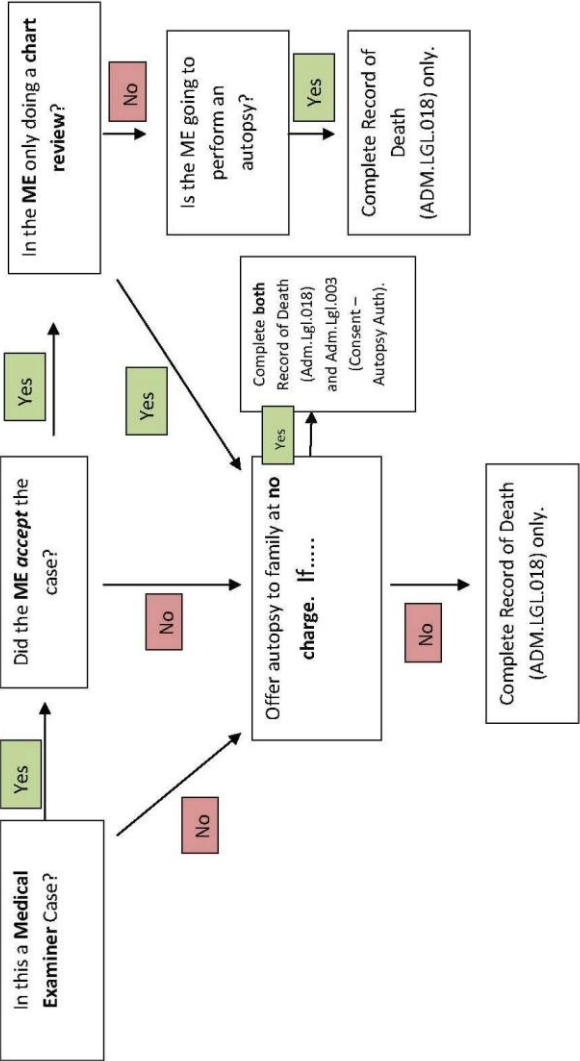 In this a Medical
Examiner Case?
Yes
No
Did the ME accept the
case?
Yes
No
In the ME only doing a chart
review?
Yes
No
Is the ME going to
perform an
autopsy?
Yes
Complete Record of
Death
(ADM.LGL.018) only.
Offer autopsy to family at no
charge. If.....
Yes
Complete both
Record of Death
(Adm.Lgl.018)
and Adm.Lgl.003
(Consent –
Autopsy Auth).
No
Complete Record of Death
(ADM.LGL.018) only.